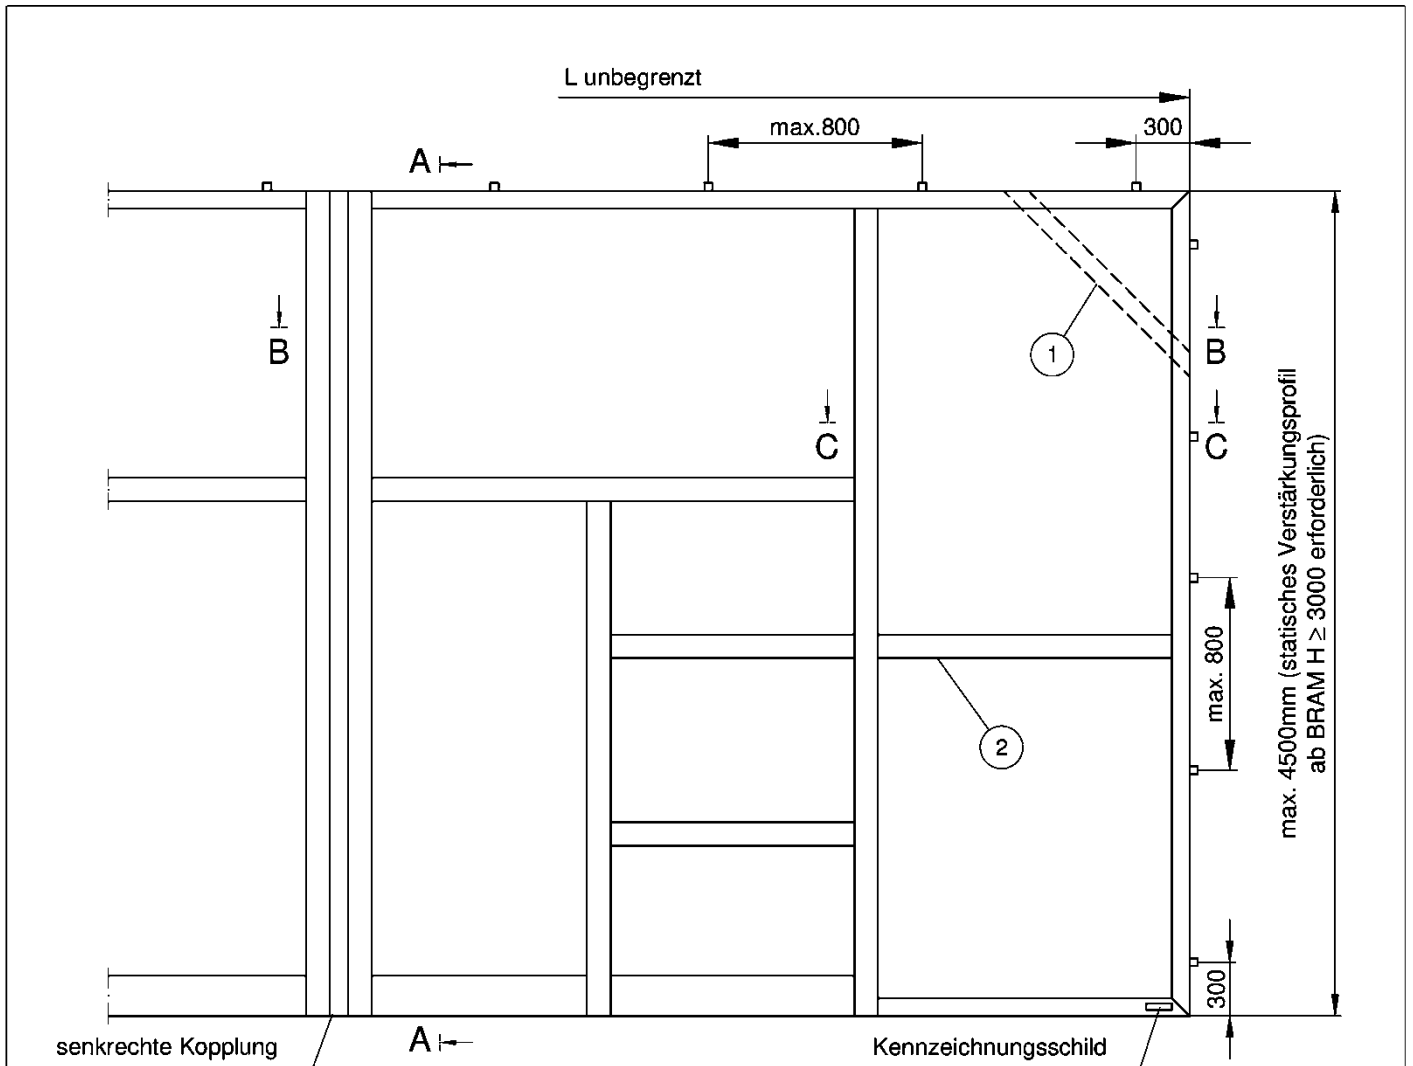 L unbegrenzt
max.800
300
A
A
B
B
C
C
1
2
max. 800
300
max. 4500mm (statisches Verstärkungsprofil
ab BRAM H ≥ 3000 erforderlich)
senkrechte Kopplung
Kennzeichnungsschild